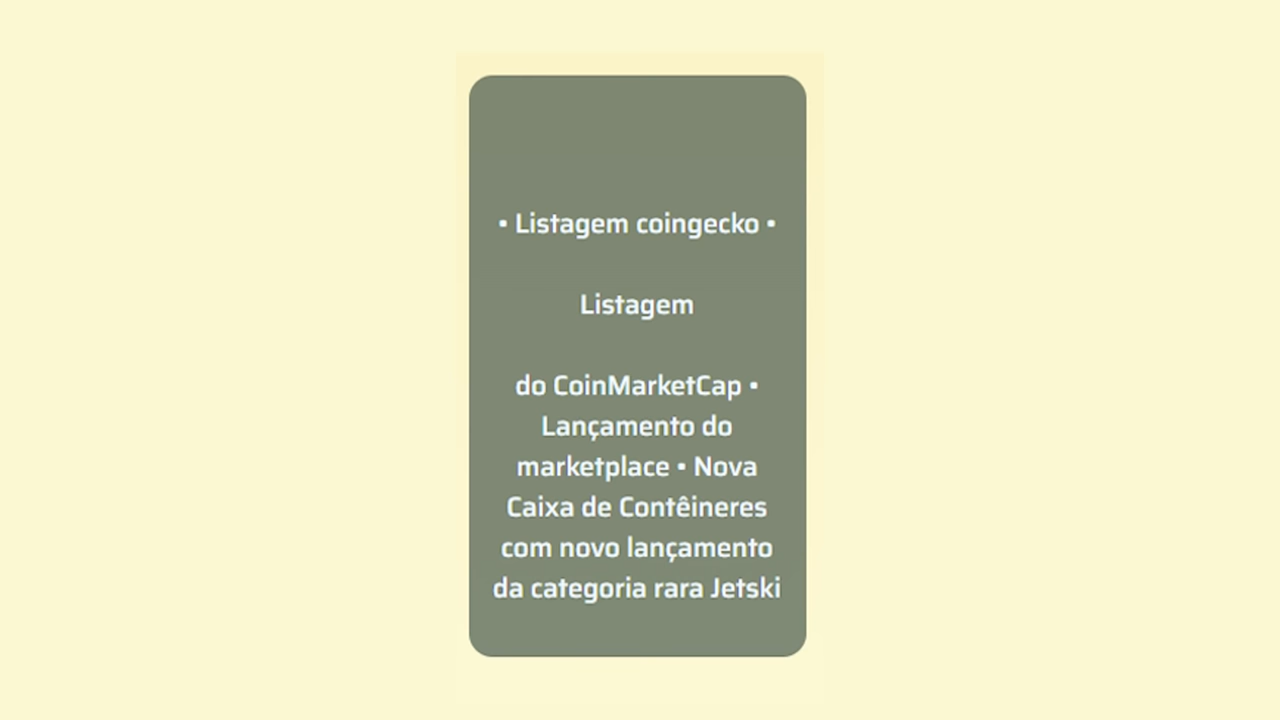 • Listagem coingecko •
Listagem
do CoinMarketCap •
Lançamento do
marketplace • Nova
Caixa de Contêineres
com novo lançamento
da categoria rara Jetski